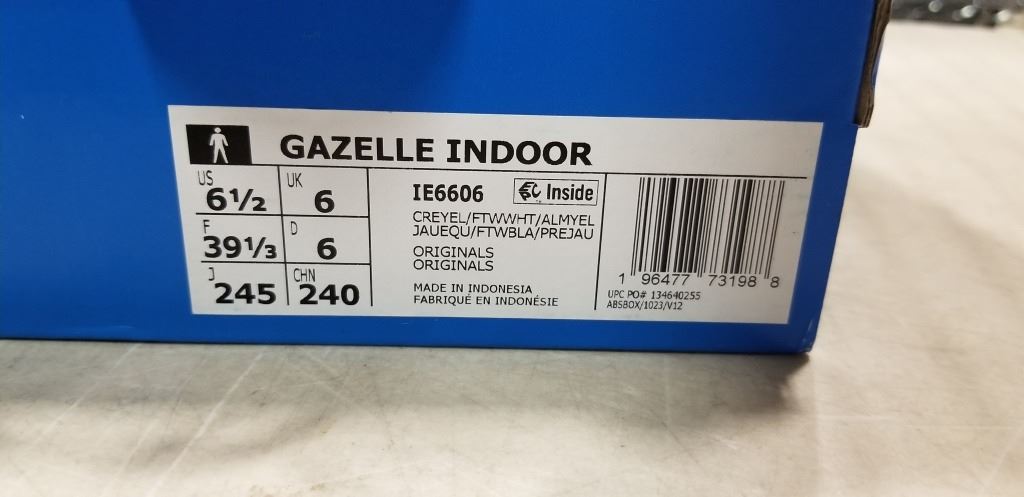 GAZELLE INDOOR
US 6½ UK 6
F 39⅓ D 6
J 245 CHN 240
IE6606 Inside
CREYEL/FTWWHT/ALMYEL
JAUEQU/FTWBLA/PREJAU
ORIGINALS
ORIGINALS
MADE IN INDONESIA
FABRIQUÉ EN INDONÉSIE
1 96477 73198 8
UPC PO# 134640255
ABSBOX/1023/V12